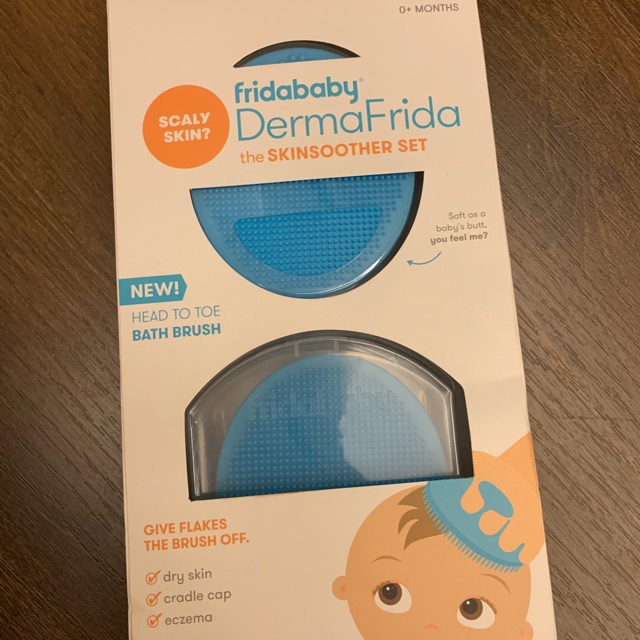 0+ MONTHS
SCALY
SKIN?
fridababy®
DermaFrida
the SKINSOOTHER SET
Soft as a
baby's butt,
you feel me?
NEW!
HEAD TO TOE
BATH BRUSH
GIVE FLAKES
THE BRUSH OFF.
dry skin
cradle cap
eczema